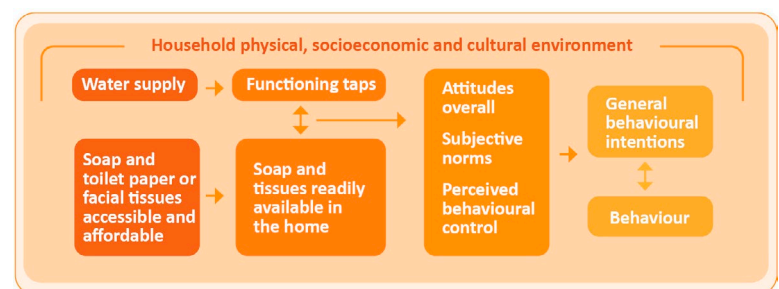 Household physical, socioeconomic and cultural environment
Water supply
Functioning taps
Soap and
toilet paper or
facial tissues
accessible and
affordable
Soap and
tissues readily
available in
the home
Attitudes
overall
Subjective
norms
Perceived
behavioural
control
General
behavioural
intentions
Behaviour